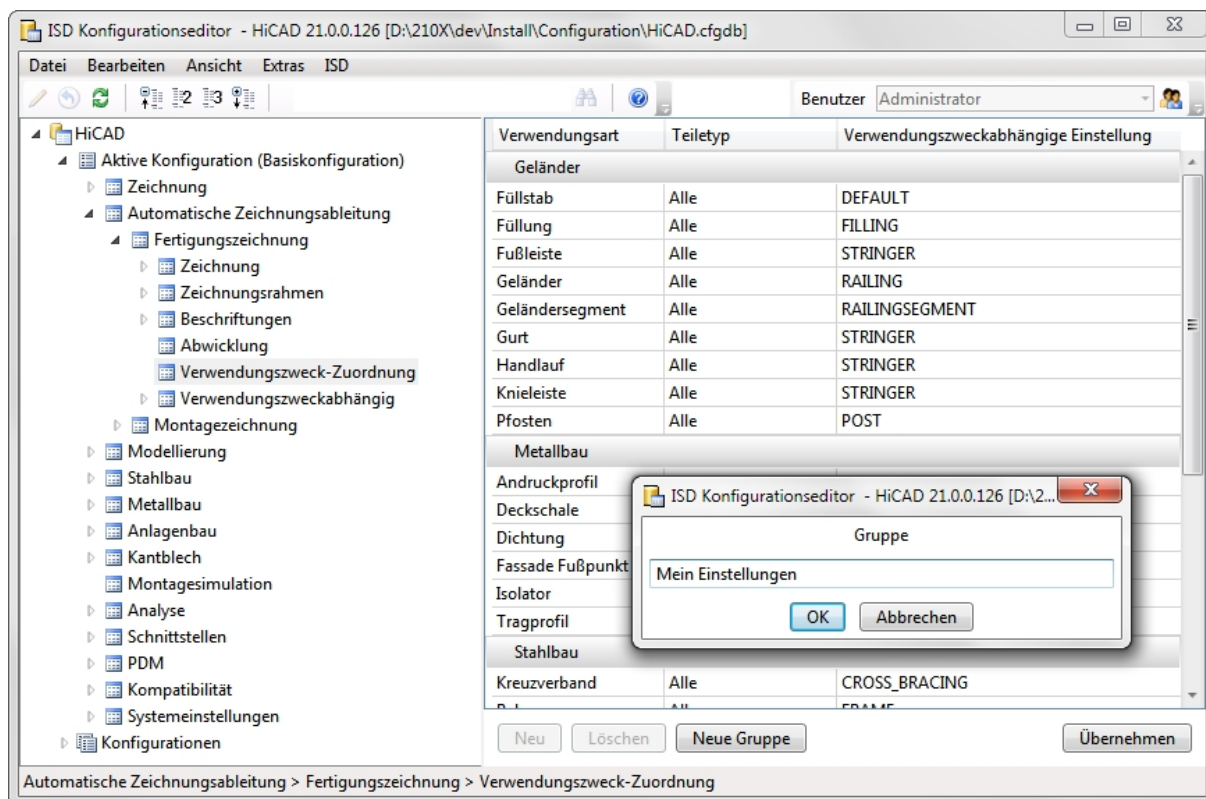 ISD Konfigurationseditor - HiCAD 21.0.0.126 [D:\210X\dev\Install\Configuration\HiCAD.cfgdb]
Datei Bearbeiten Ansicht Extras ISD
2 3 Benutzer Administrator
HiCAD
Aktive Konfiguration (Basiskonfiguration)
Zeichnung
Automatische Zeichnungsableitung
Fertigungszeichnung
Zeichnung
Zeichnungsrahmen
Beschriftungen
Abwicklung
Verwendungszweck-Zuordnung
Verwendungszweckabhängig
Montagezeichnung
Modellierung
Stahlbau
Metallbau
Anlagenbau
Kantblech
Montagesimulation
Analyse
Schnittstellen
PDM
Kompatibilität
Systemeinstellungen
Konfigurationen
Verwendungsart Teiletyp Verwendungszweckabhängige Einstellung
Geländer
Füllstab Alle DEFAULT
Füllung Alle FILLING
Fußleiste Alle STRINGER
Geländer Alle RAILING
Geländersegment Alle RAILINGSEGMENT
Gurt Alle STRINGER
Handlauf Alle STRINGER
Knieleiste Alle STRINGER
Pfosten Alle POST
Metallbau
Andruckprofil
Deckschale
Dichtung
Fassade Fußpunkt
Isolator
Tragprofil
Stahlbau
Kreuzverband Alle CROSS_BRACING
ISD Konfigurationseditor - HiCAD 21.0.0.126 [D:\2...
Gruppe
Mein Einstellungen
OK Abbrechen
Neu Löschen Neue Gruppe Übernehmen
Automatische Zeichnungsableitung > Fertigungszeichnung > Verwendungszweck-Zuordnung